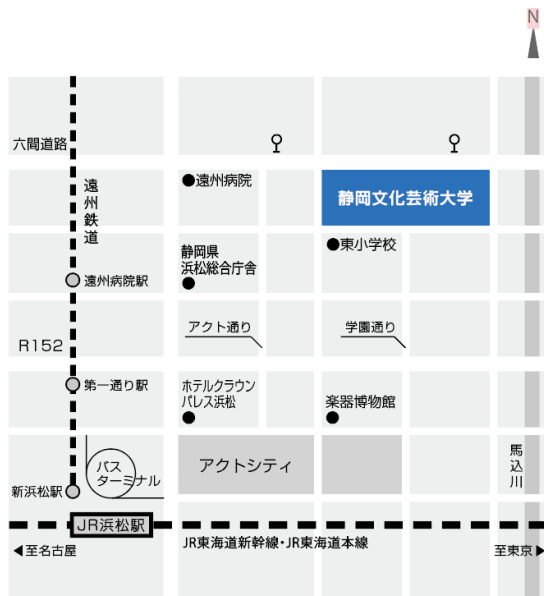 N
六間道路
遠州鉄道
遠州病院
静岡文化芸術大学
静岡県
浜松総合庁舎
東小学校
遠州病院駅
アクト通り
学園通り
R152
第一通り駅
ホテルクラウン
パレス浜松
楽器博物館
バス
ターミナル
アクトシティ
馬込川
新浜松駅
JR浜松駅
JR東海道新幹線・JR東海道本線
至名古屋
至東京